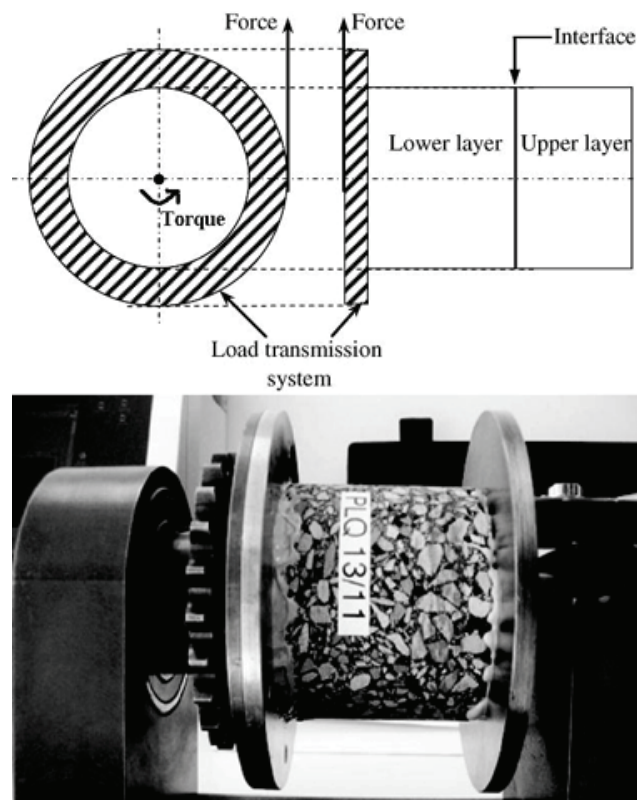 Force
Force
Interface
Lower layer
Upper layer
Torque
Load transmission
system
PLQ 13/11